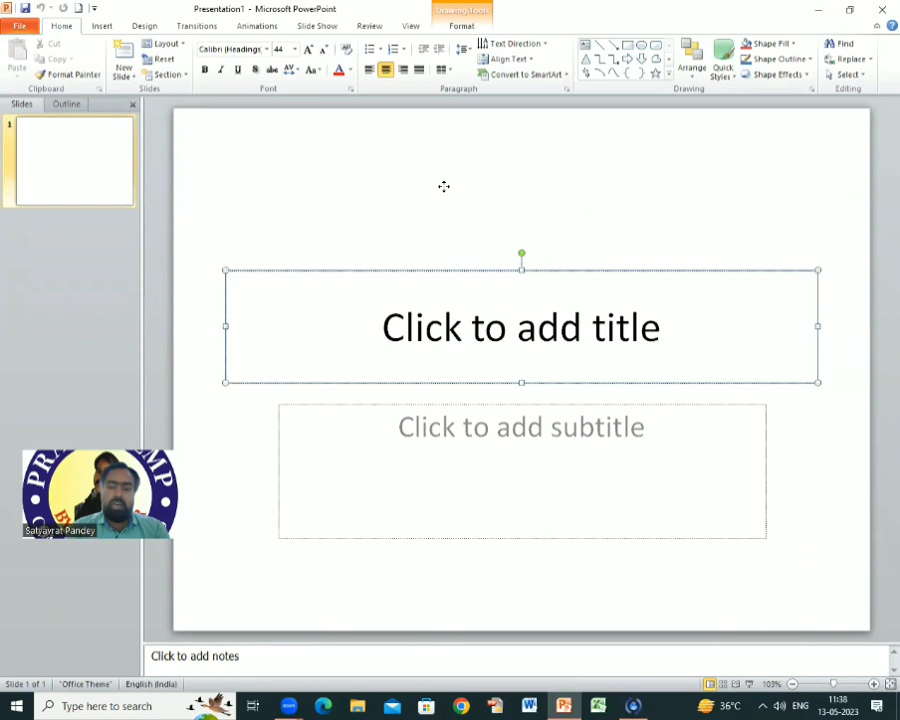 Presentation1 - Microsoft PowerPoint
Drawing Tools
File Home Insert Design Transitions Animations Slide Show Review View Format
Paste
Cut
Copy
Format Painter
Clipboard
New Slide
Layout
Reset
Section
Slides
Calibri (Headings, 44
B I U S abc AV Aa A
Font
Text Direction
Align Text
Convert to SmartArt
Paragraph
Arrange
Quick Styles
Shape Fill
Shape Outline
Shape Effects
Drawing
Find
Replace
Select
Editing
Slides Outline
1
Click to add title
Click to add subtitle
Satyavrat Pandey
Click to add notes
Slide 1 of 1 "Office Theme" English (India) 103%
Type here to search
36°C ENG 11:38
13-05-2023